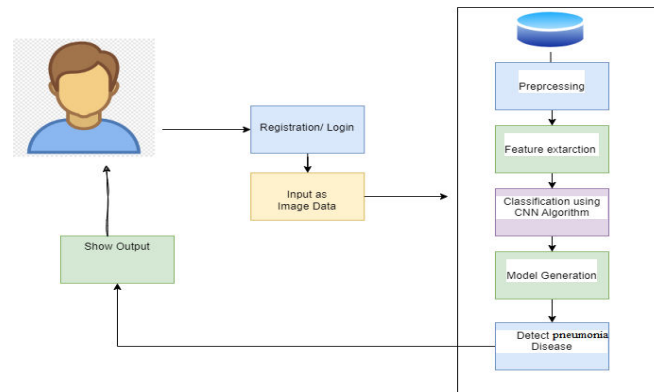 Preprcessing
Registration/ Login
Feature extarction
Input as
Image Data
Classification using
CNN Algorithm
Show Output
Model Generation
Detect pneumonia
Disease